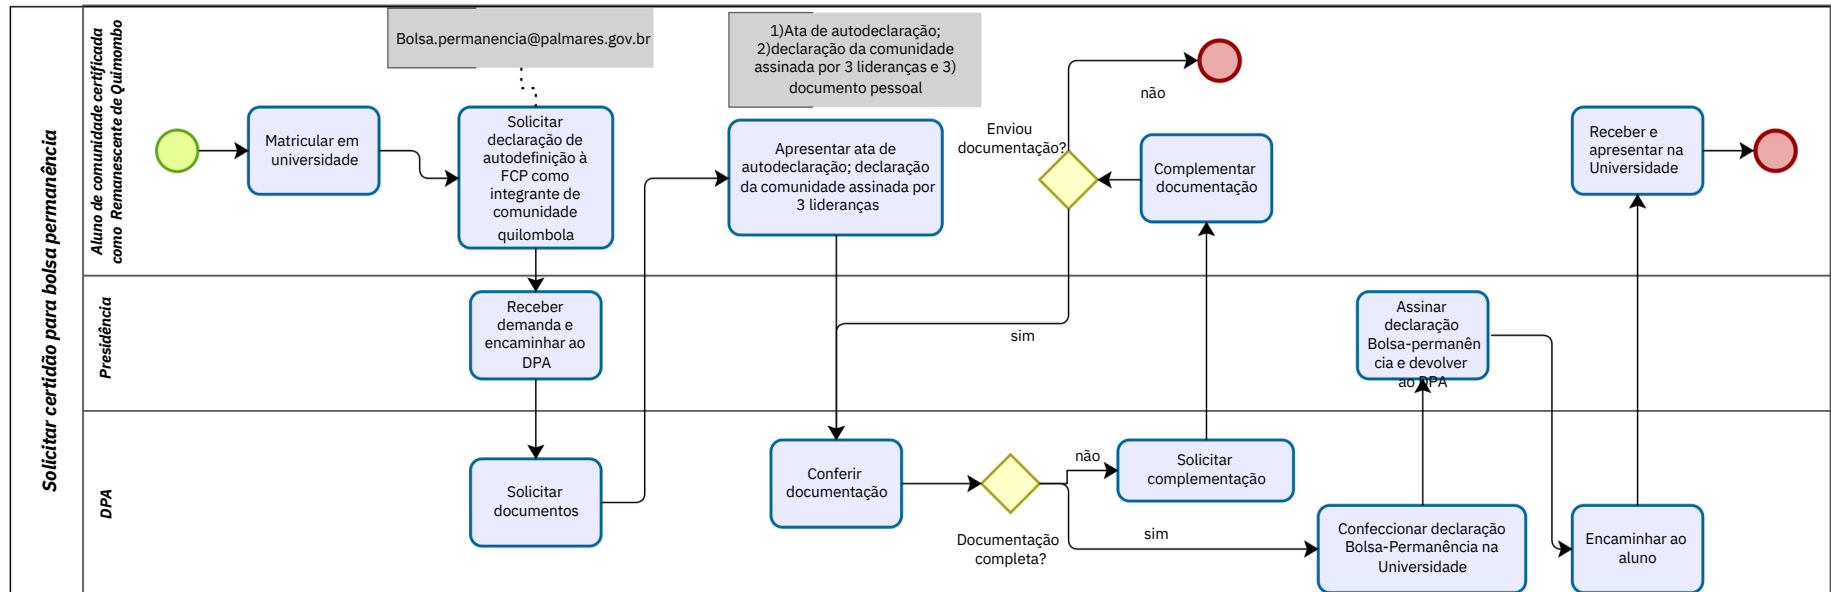 Solicitar certidão para bolsa permanência
Aluno de comunidade certificada
como Remanescente de Quimombo
Bolsa.permanencia@palmares.gov.br
1)Ata de autodeclaração;
2)declaração da comunidade
assinada por 3 lideranças e 3)
documento pessoal
Matricular em
universidade
Solicitar
declaração de
autodefinição à
FCP como
integrante de
comunidade
quilombola
Apresentar ata de
autodeclaração; declaração
da comunidade assinada por
3 lideranças
Enviou
documentação?
não
sim
Complementar
documentação
Receber e
apresentar na
Universidade
Presidência
Receber
demanda e
encaminhar ao
DPA
Assinar
declaração
Bolsa-permanên
cia e devolver
ao DPA
DPA
Solicitar
documentos
Conferir
documentação
Documentação
completa?
não
sim
Solicitar
complementação
Confeccionar declaração
Bolsa-Permanência na
Universidade
Encaminhar ao
aluno